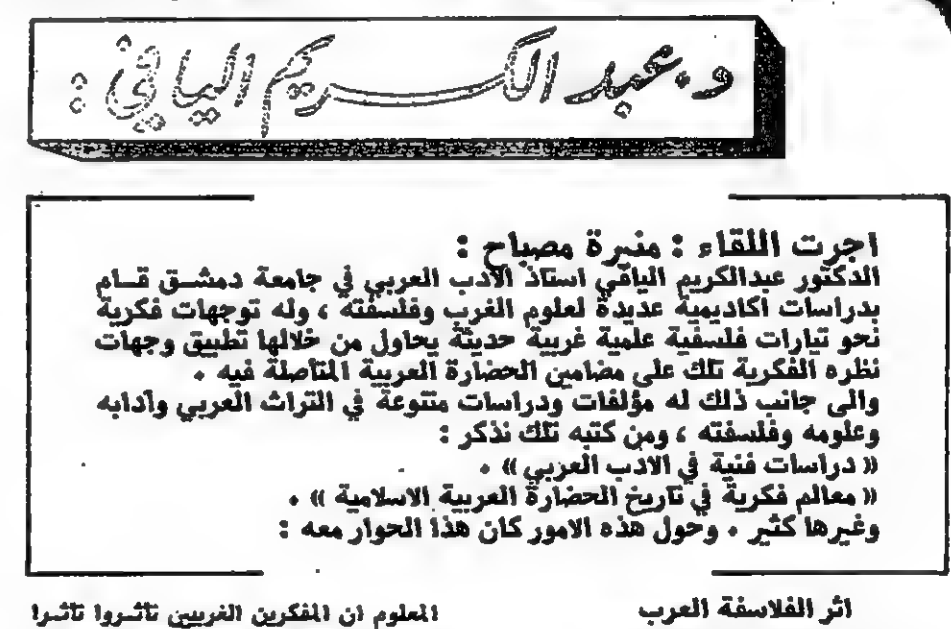 د. عبد الكريم اليافي :
اجرت اللقاء : منيرة مصباح :
الدكتور عبدالكريم اليافي استاذ الادب العربي في جامعة دمشق قام
بدراسات اكاديمية عديدة لعلوم الغرب وفلسفته ، وله توجهات فكرية
نحو تيارات فلسفية علمية غربية حديثة يحاول من خلالها تطبيق وجهات
نظره الفكرية تلك على مضامين الحضارة العربية المتأصلة فيه .
والى جانب ذلك له مؤلفات ودراسات متنوعة في التراث العربي وآدابه
وعلومه وفلسفته ، ومن كتبه تلك نذكر :
(( دراسات فنية في الادب العربي )) .
(( معالم فكرية في تاريخ الحضارة العربية الاسلامية )) .
وغيرها كثير . وحول هذه الامور كان هذا الحوار معه :
اثر الفلاسفة العرب
المعلوم ان المفكرين الغربيين تأثروا تأثرا